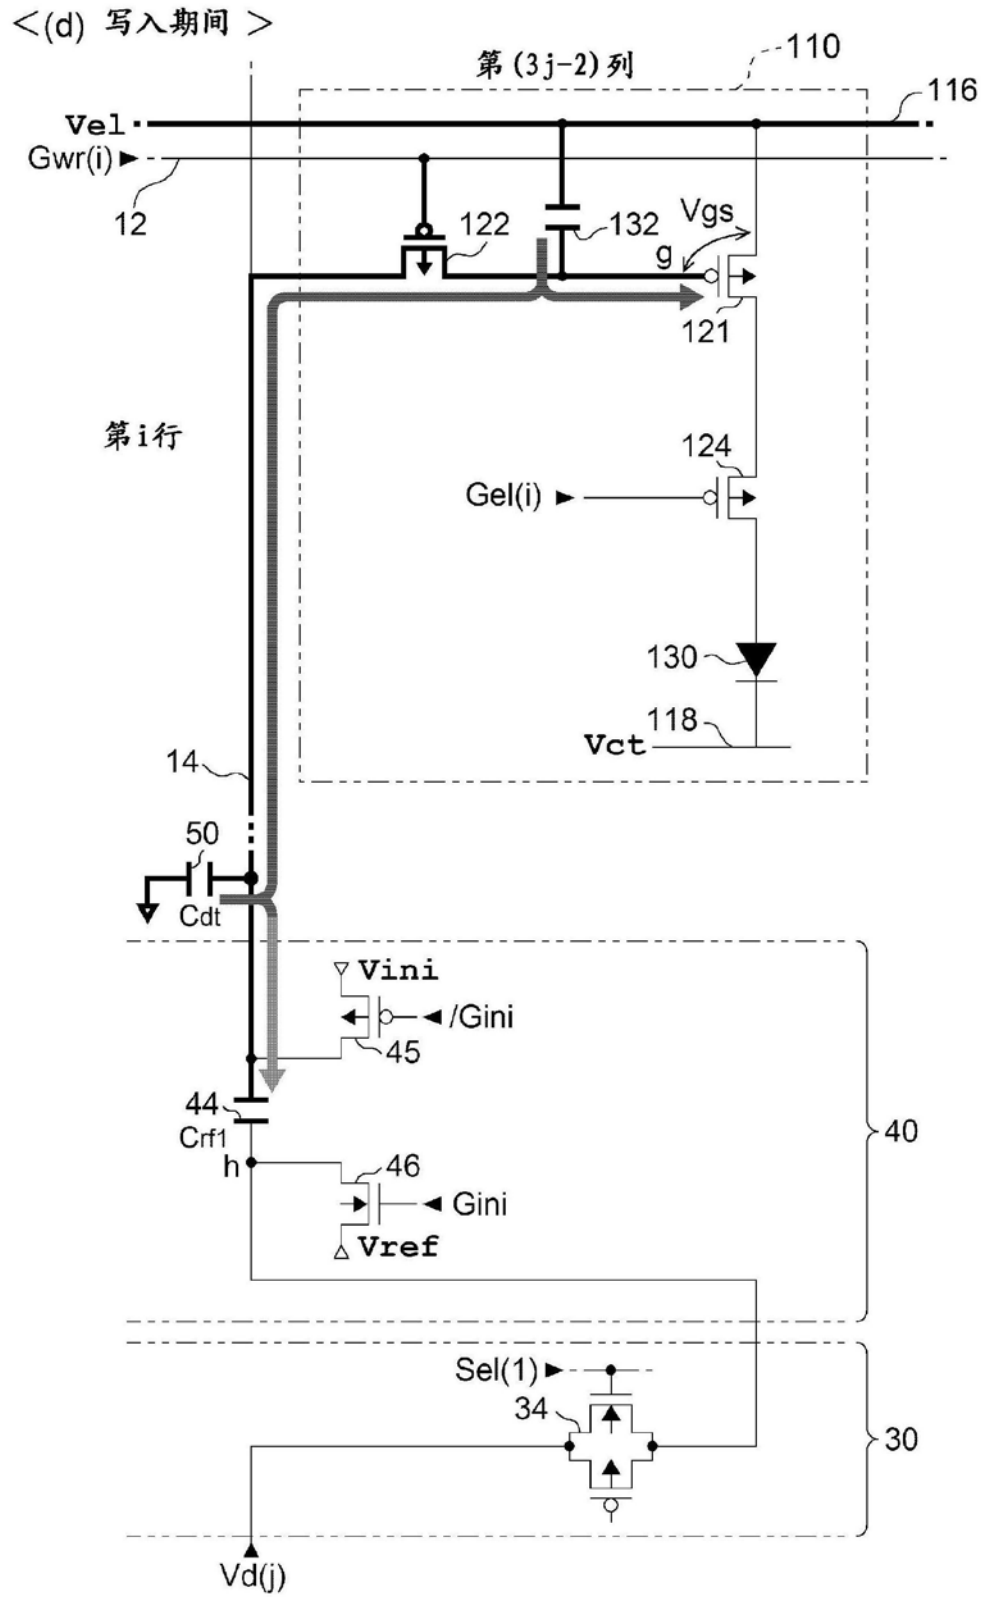 <(d) 写入期间 >
第(3j-2)列
110
116
Vel
Gwr(i)
12
122
132
Vgs
g
121
第i行
124
Gel(i)
130
118
Vct
14
50
Cdt
Vini
/Gini
45
44
Crf1
40
h
46
Gini
Vref
Sel(1)
34
30
Vd(j)